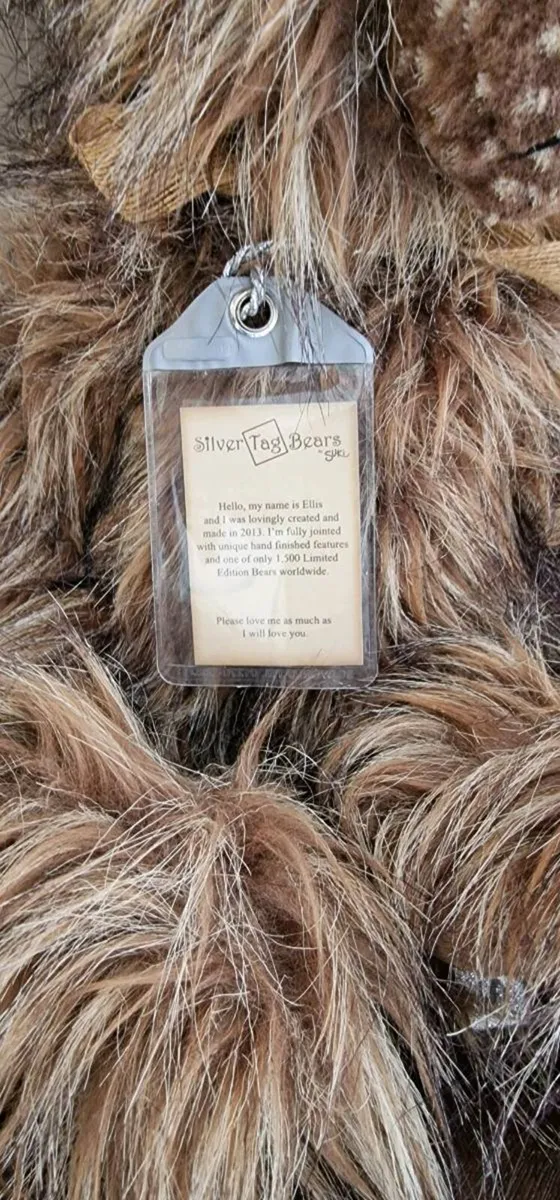 Silver Tag Bears
by Suki
Hello, my name is Ellis
and I was lovingly created and
made in 2013. I'm fully jointed
with unique hand finished features
and one of only 1,500 Limited
Edition Bears worldwide.
Please love me as much as
I will love you.